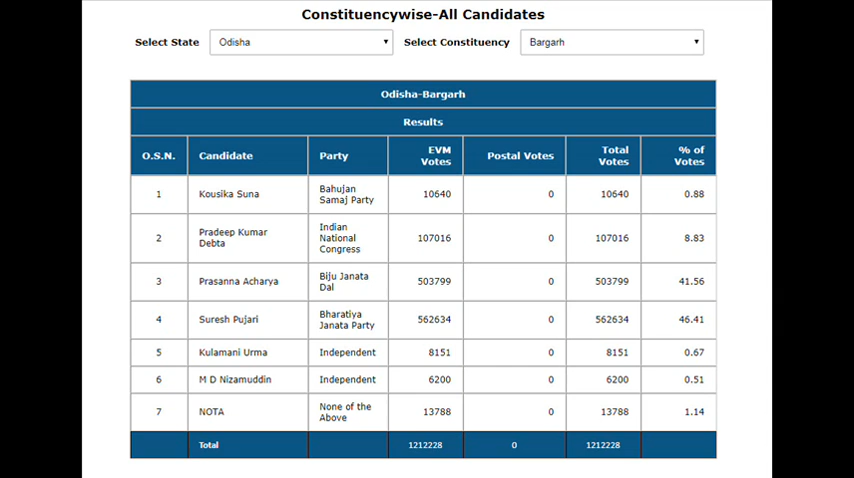 Constituencywise-All Candidates
Select State Odisha Select Constituency Bargarh
Odisha-Bargarh
Results
O.S.N. Candidate Party EVM Votes Postal Votes Total Votes % of Votes
1 Kousika Suna Bahujan Samaj Party 10640 0 10640 0.88
2 Pradeep Kumar Debta Indian National Congress 107016 0 107016 8.83
3 Prasanna Acharya Biju Janata Dal 503799 0 503799 41.56
4 Suresh Pujari Bharatiya Janata Party 562634 0 562634 46.41
5 Kulamani Urma Independent 8151 0 8151 0.67
6 M D Nizamuddin Independent 6200 0 6200 0.51
7 NOTA None of the Above 13788 0 13788 1.14
Total 1212228 0 1212228